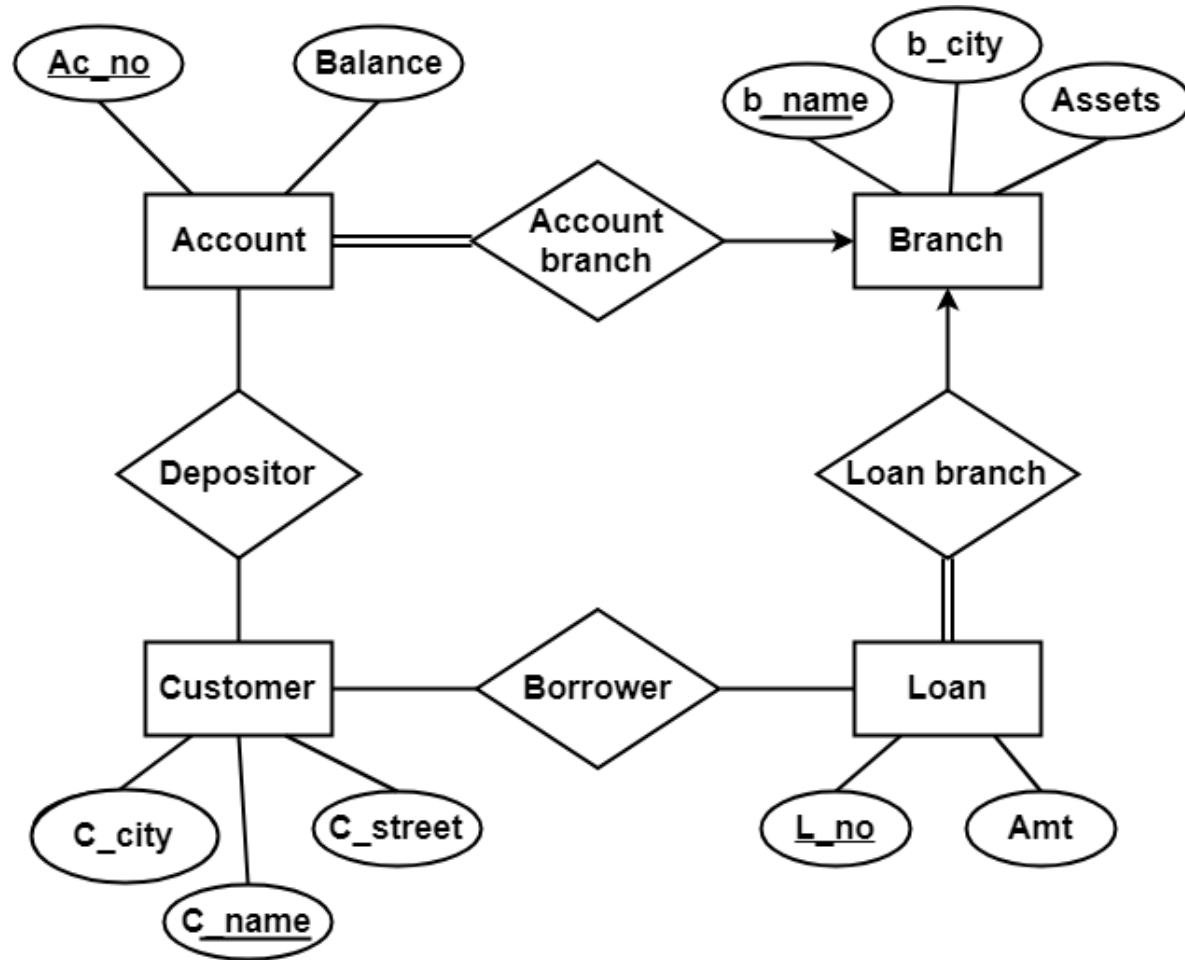 b_city
Ac_no
Balance
b_name
Assets
Account
Account
branch
Branch
Depositor
Loan branch
Customer
Borrower
Loan
C_city
C_street
L_no
Amt
C_name